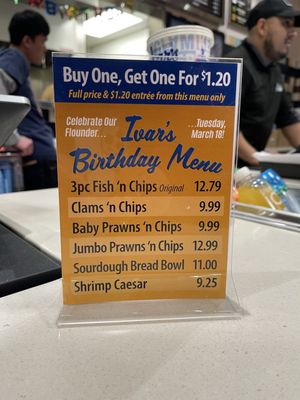 Buy One, Get One For $1.20
Full price & $1.20 entrée from this menu only
Celebrate Our
Flounder...
...Tuesday,
March 18!
Ivar's
Birthday Menu
3pc Fish 'n Chips Original 12.79
Clams 'n Chips 9.99
Baby Prawns 'n Chips 9.99
Jumbo Prawns 'n Chips 12.99
Sourdough Bread Bowl 11.00
Shrimp Caesar 9.25